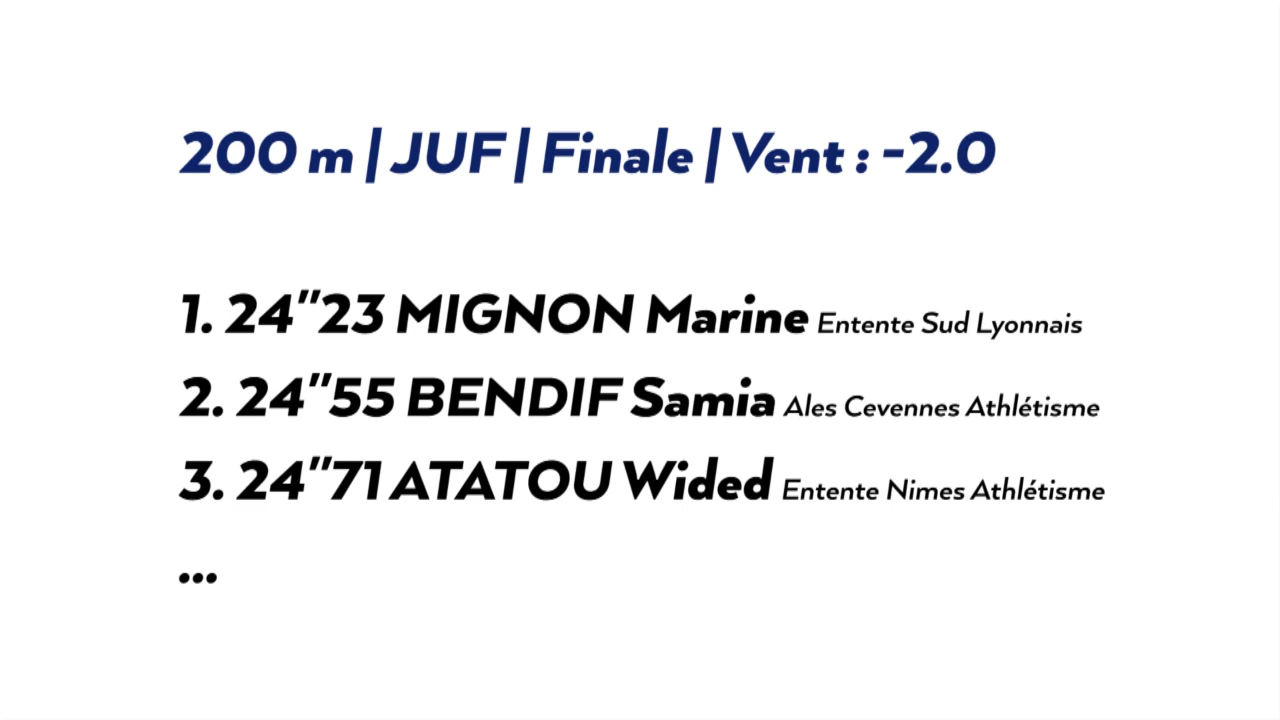 200 m | JUF | Finale | Vent : -2.0
1. 24"23 MIGNON Marine Entente Sud Lyonnais
2. 24"55 BENDIF Samia Ales Cevennes Athlétisme
3. 24"71 ATATOU Wided Entente Nimes Athlétisme
...